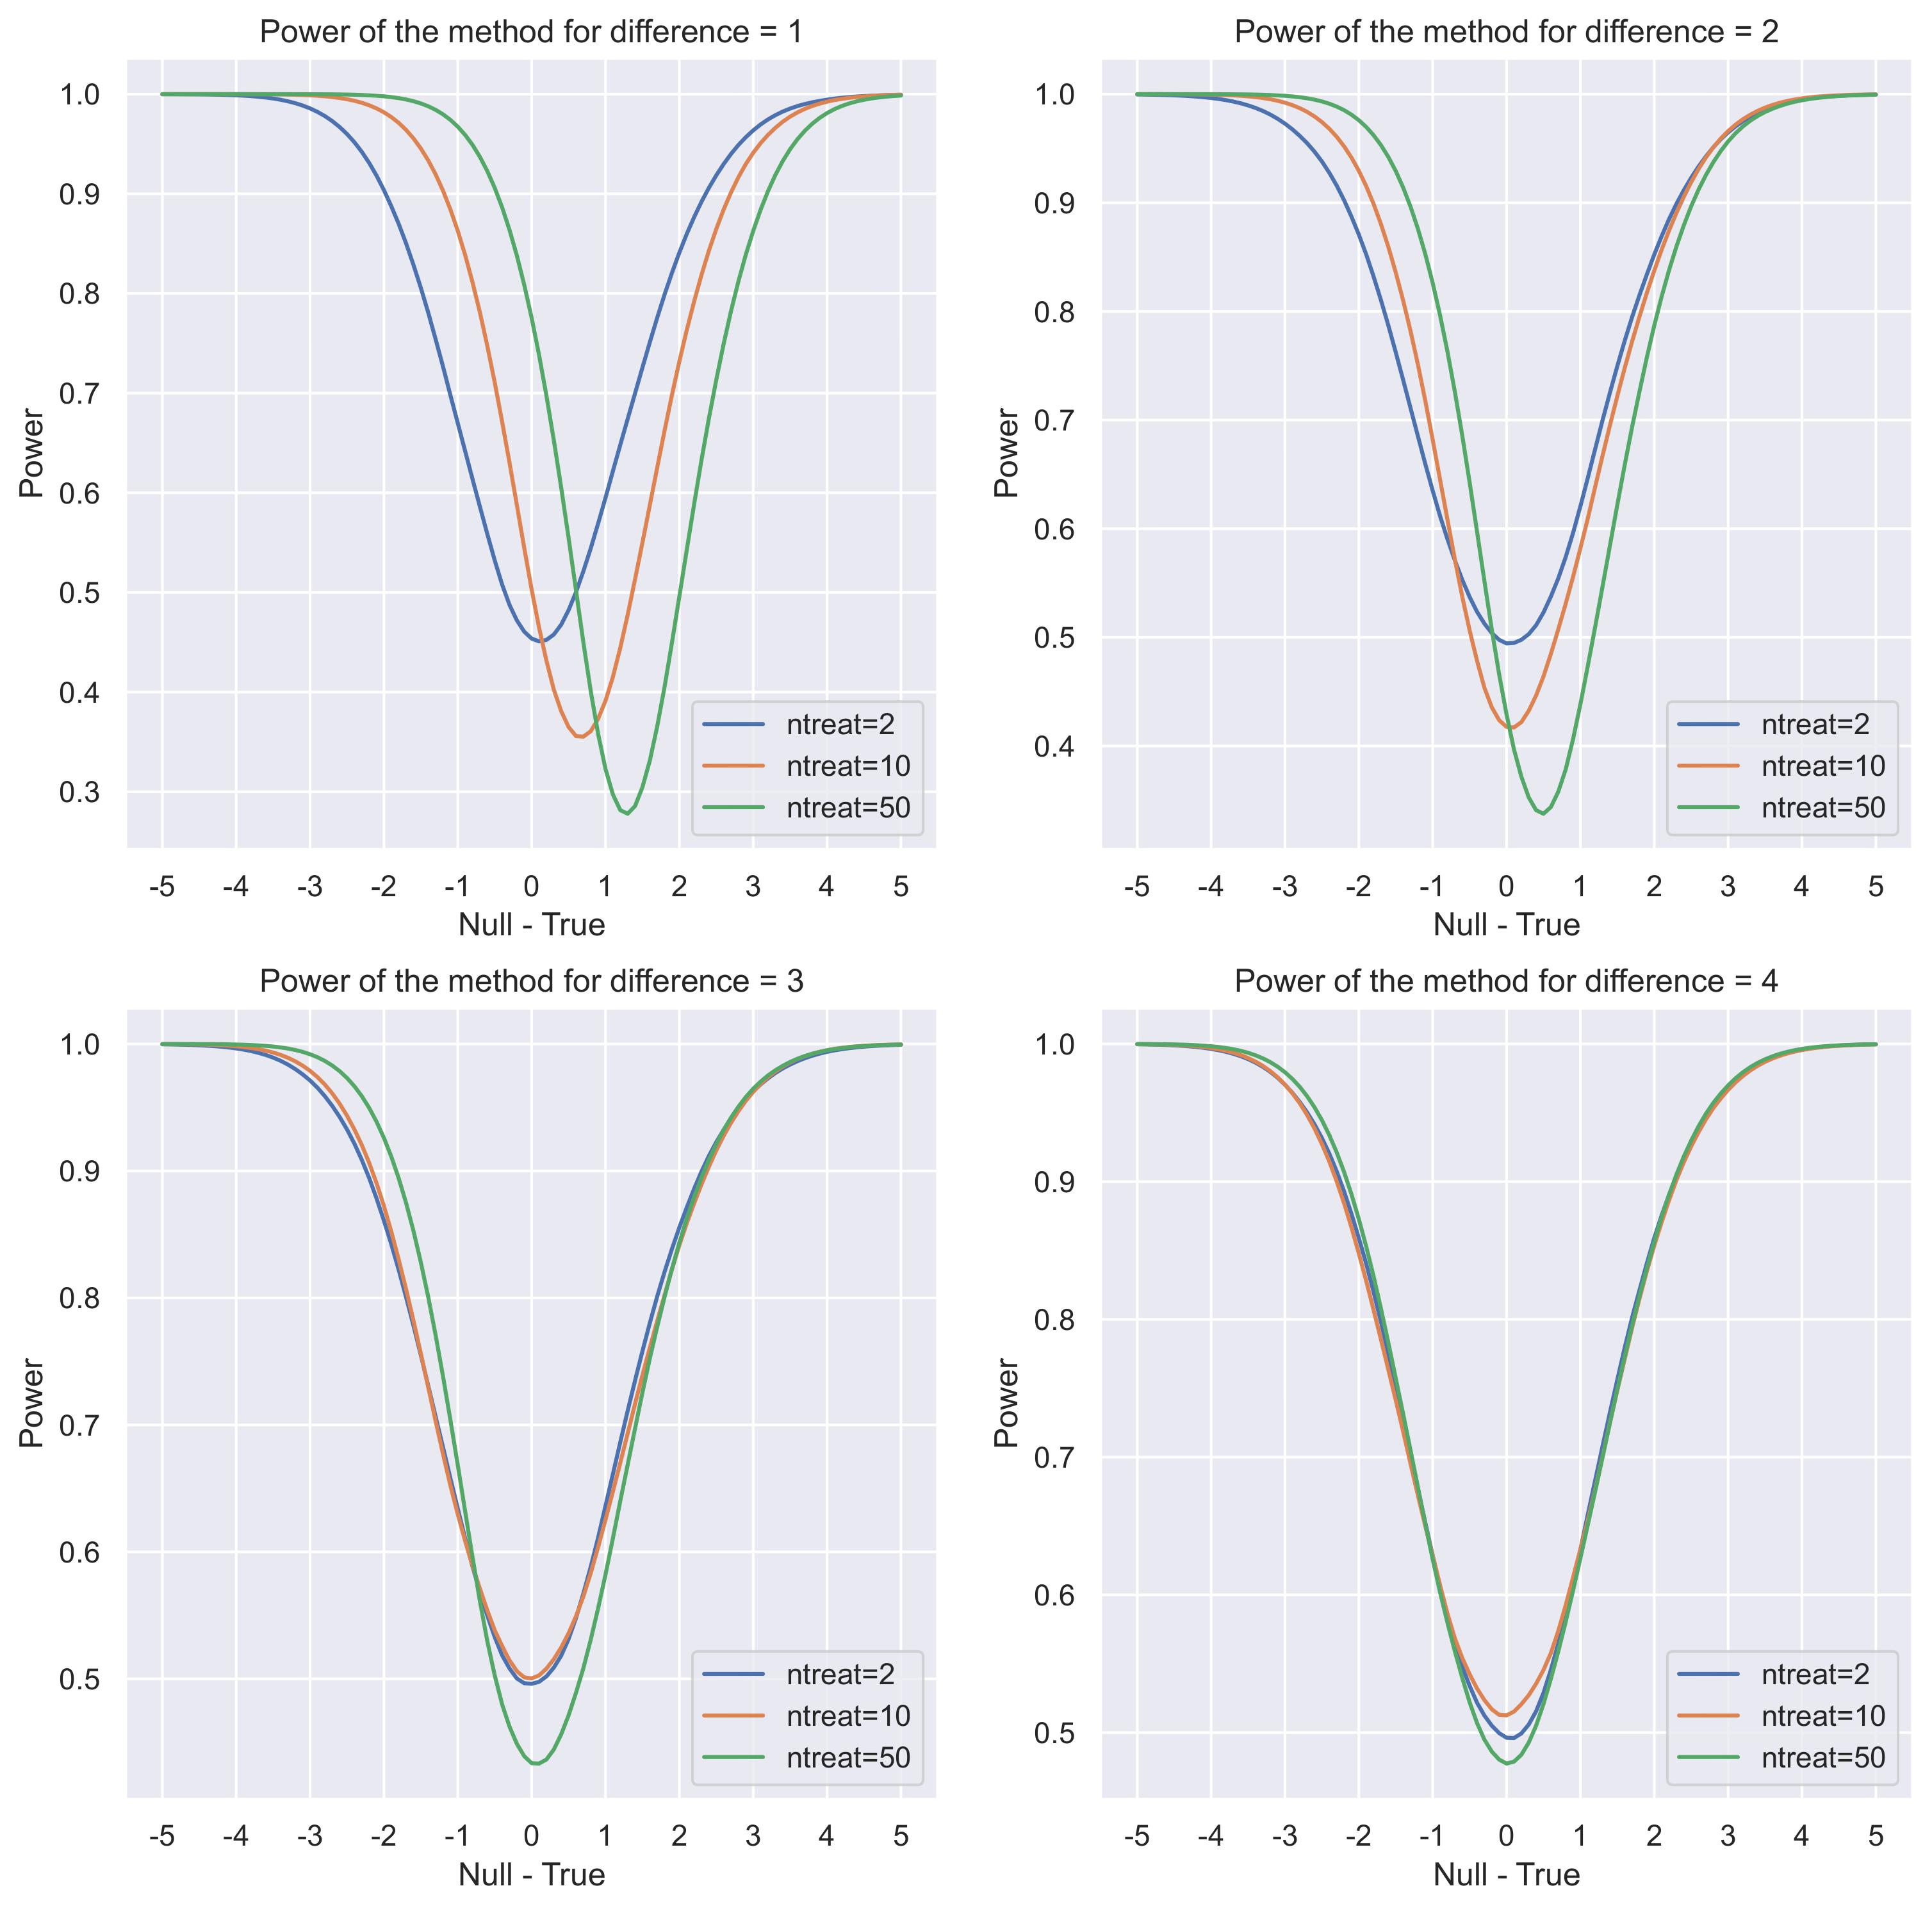 Power of the method for difference = 1
1.0
0.9
0.8
0.7
0.6
0.5
0.4
0.3
Power
-5 -4 -3 -2 -1 0 1 2 3 4 5
Null - True
ntreat=2
ntreat=10
ntreat=50
Power of the method for difference = 2
1.0
0.9
0.8
0.7
0.6
0.5
0.4
Power
-5 -4 -3 -2 -1 0 1 2 3 4 5
Null - True
ntreat=2
ntreat=10
ntreat=50
Power of the method for difference = 3
1.0
0.9
0.8
0.7
0.6
0.5
Power
-5 -4 -3 -2 -1 0 1 2 3 4 5
Null - True
ntreat=2
ntreat=10
ntreat=50
Power of the method for difference = 4
1.0
0.9
0.8
0.7
0.6
0.5
Power
-5 -4 -3 -2 -1 0 1 2 3 4 5
Null - True
ntreat=2
ntreat=10
ntreat=50